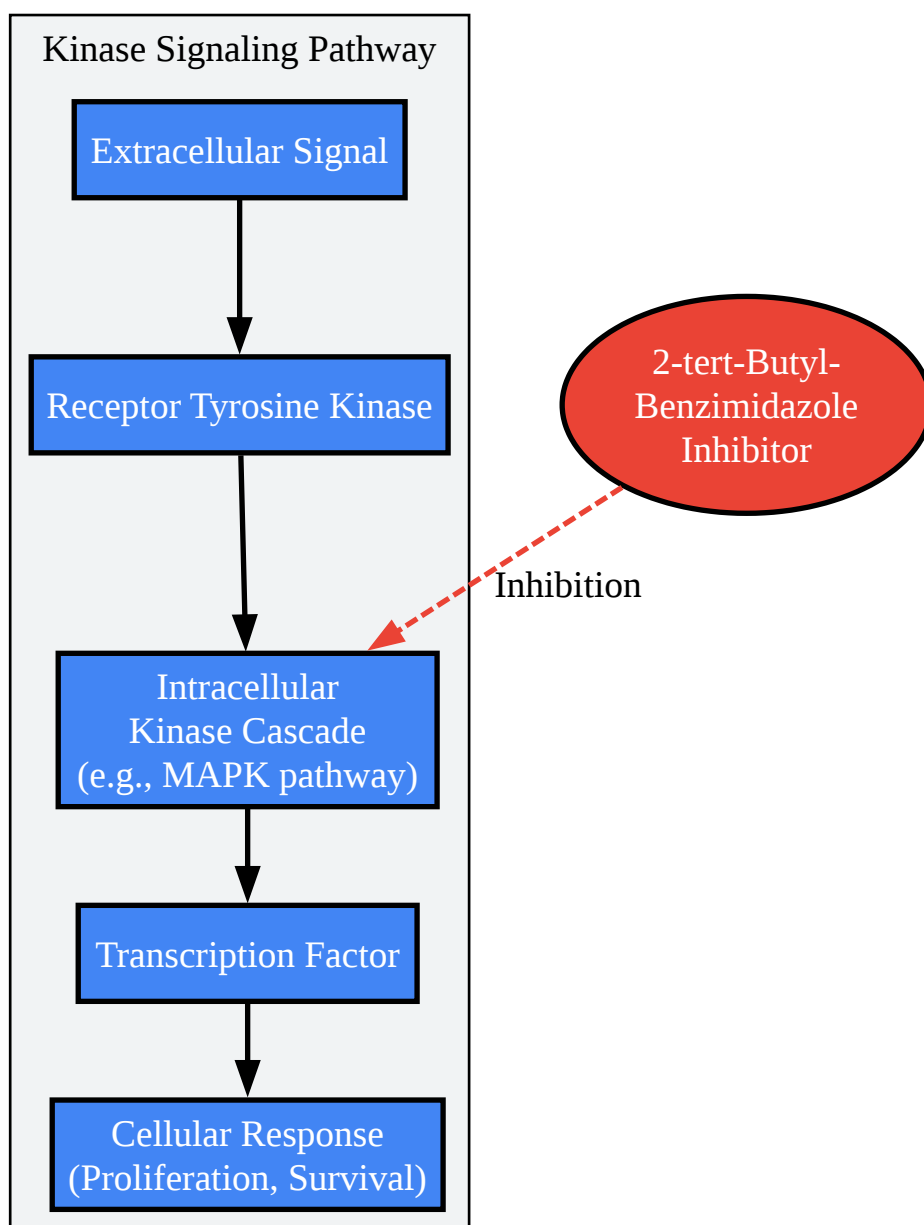 Kinase Signaling Pathway
Extracellular Signal
Receptor Tyrosine Kinase
2-tert-Butyl-
Benzimidazole
Inhibitor
Inhibition
Intracellular
Kinase Cascade
(e.g., MAPK pathway)
Transcription Factor
Cellular Response
(Proliferation, Survival)